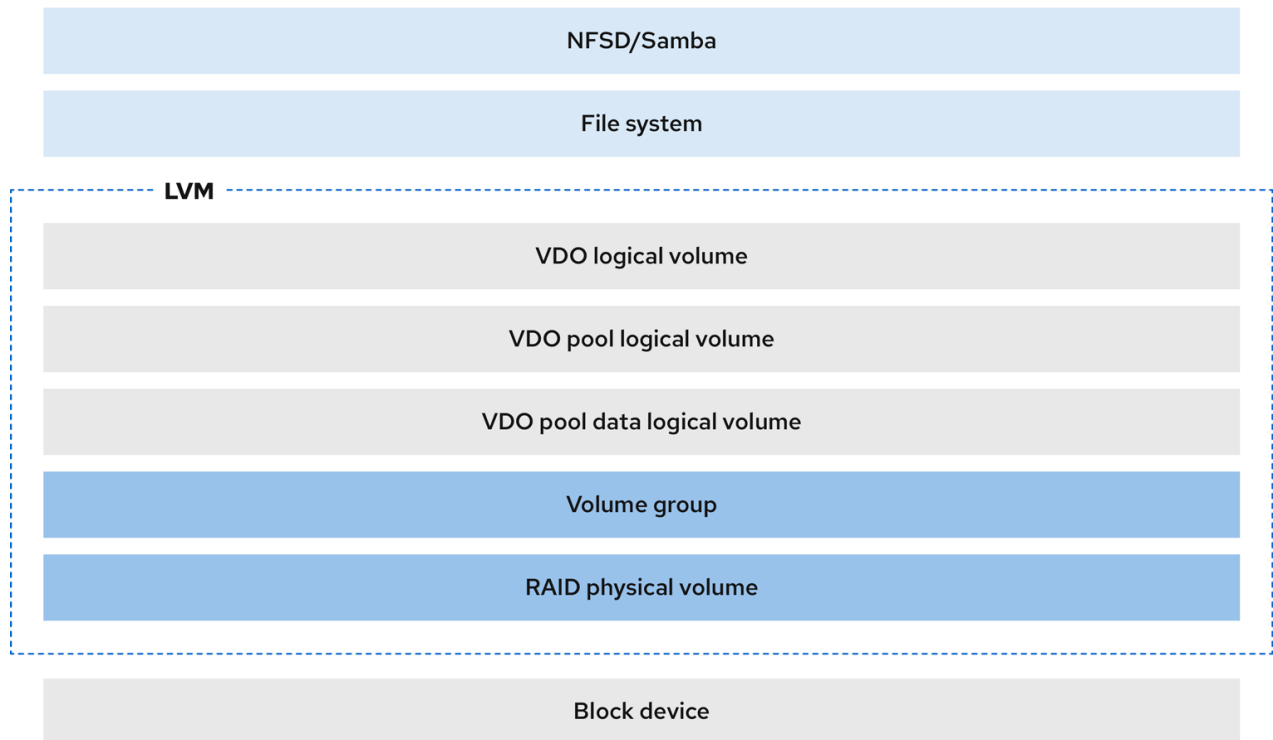 NFSD/Samba
File system
LVM
VDO logical volume
VDO pool logical volume
VDO pool data logical volume
Volume group
RAID physical volume
Block device